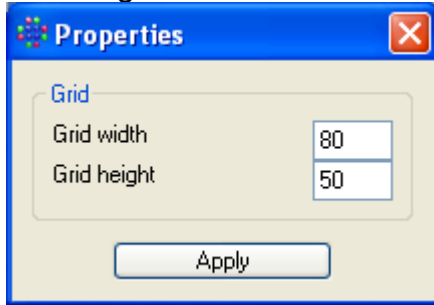 Properties
Grid
Grid width 80
Grid height 50
Apply